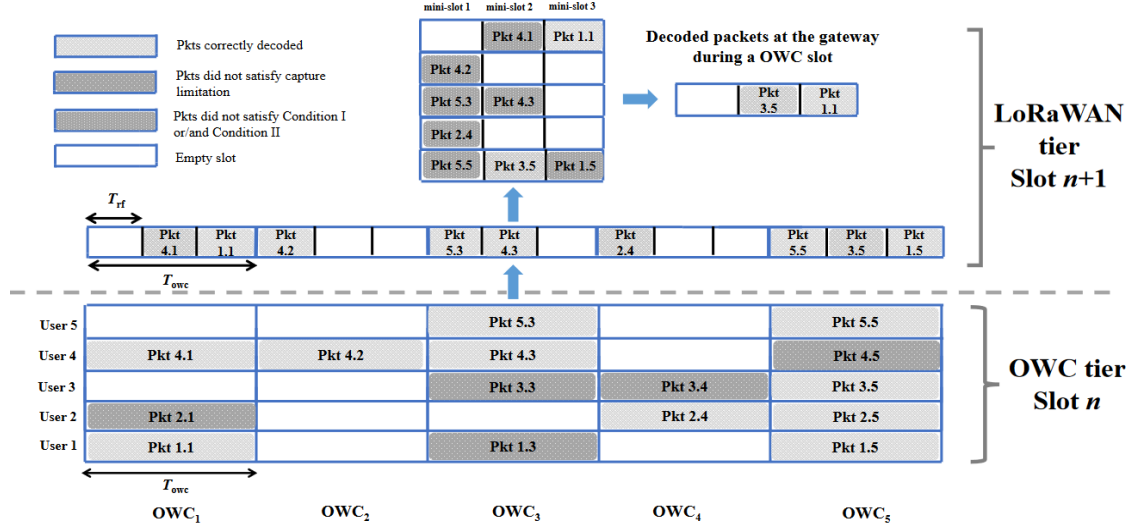 mini-slot 1 mini-slot 2 mini-slot 3
Pkts correctly decoded
Pkts did not satisfy capture
limitation
Pkts did not satisfy Condition I
or/and Condition II
Empty slot
Pkt 4.1 Pkt 1.1
Pkt 4.2
Pkt 5.3 Pkt 4.3
Pkt 2.4
Pkt 5.5 Pkt 3.5 Pkt 1.5
Decoded packets at the gateway
during a OWC slot
Pkt Pkt
3.5 1.1
LoRaWAN
tier
Slot n+1
Trf
Pkt Pkt Pkt Pkt Pkt Pkt Pkt Pkt Pkt
4.1 1.1 4.2 5.3 4.3 2.4 5.5 3.5 1.5
Towc
User 5 Pkt 5.3 Pkt 5.5
User 4 Pkt 4.1 Pkt 4.2 Pkt 4.3 Pkt 4.5
User 3 Pkt 3.3 Pkt 3.4 Pkt 3.5
User 2 Pkt 2.1 Pkt 2.4 Pkt 2.5
User 1 Pkt 1.1 Pkt 1.3 Pkt 1.5
OWC tier
Slot n
Towc
OWC1 OWC2 OWC3 OWC4 OWC5